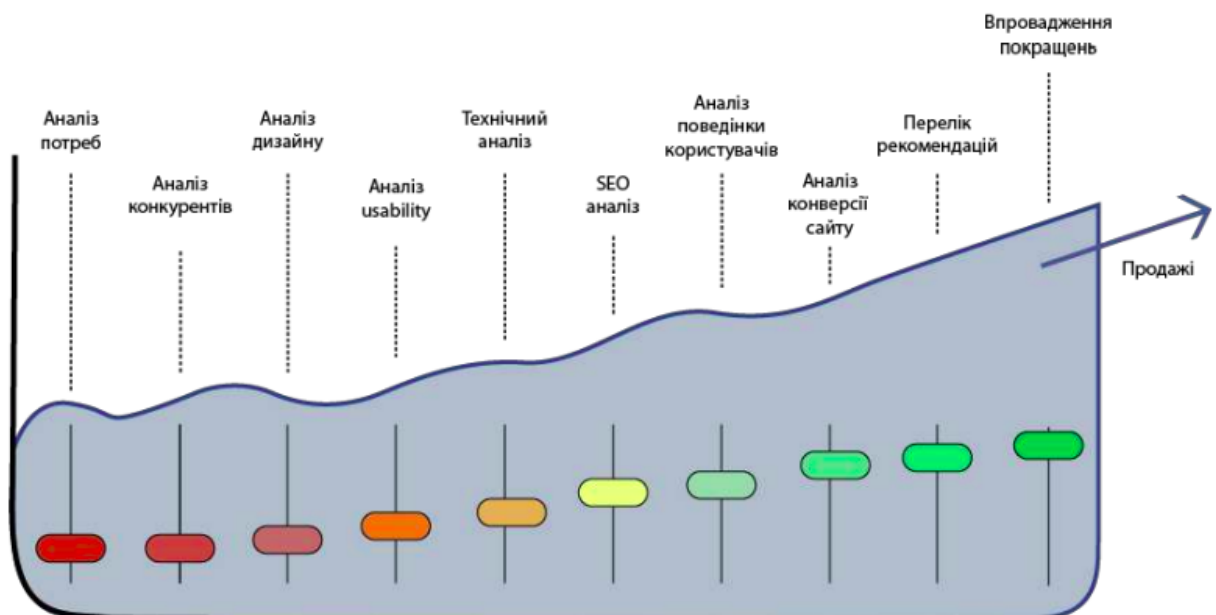 Аналіз
потреб
Аналіз
конкурентів
Аналіз
дизайну
Аналіз
usability
Технічний
аналіз
SEO
аналіз
Аналіз
поведінки
користувачів
Аналіз
конверсії
сайту
Перелік
рекомендацій
Впровадження
покращень
Продажі